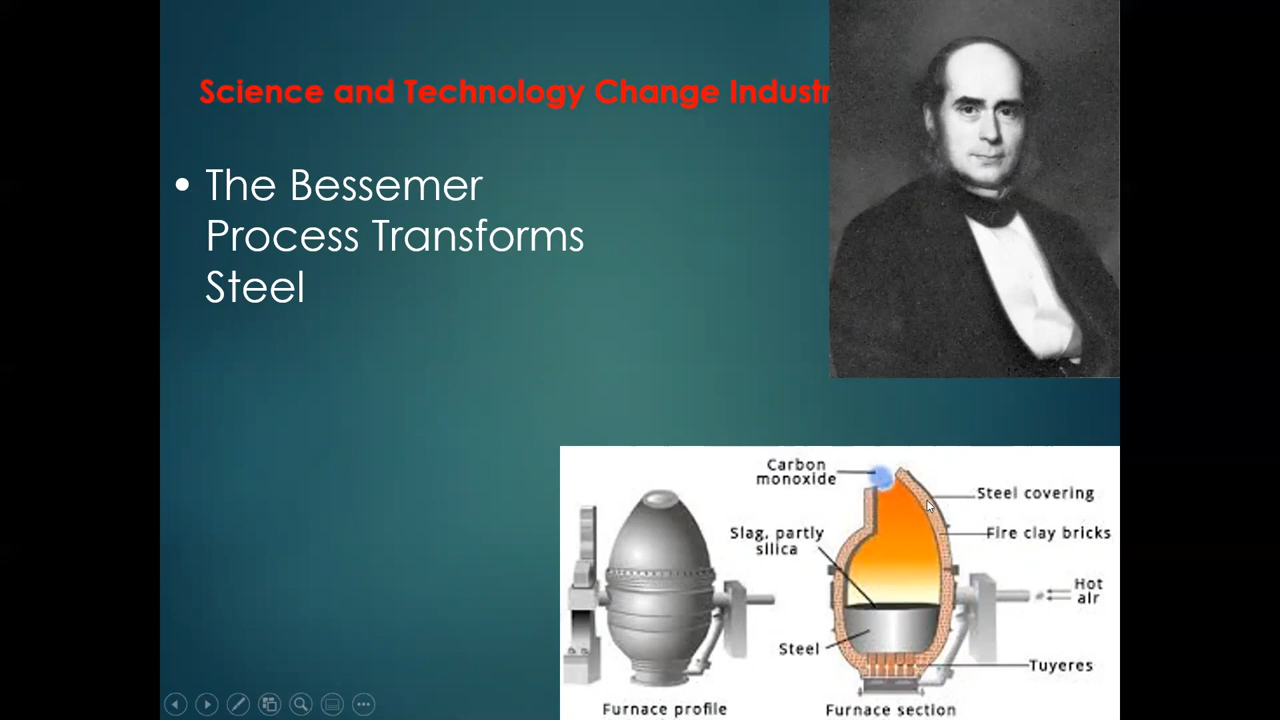 Science and Technology Change Industr
• The Bessemer
Process Transforms
Steel
Carbon
monoxide
Steel covering
Slag, partly
silica
Fire clay bricks
Hot
air
Steel
Tuyeres
Furnace profile
Furnace section